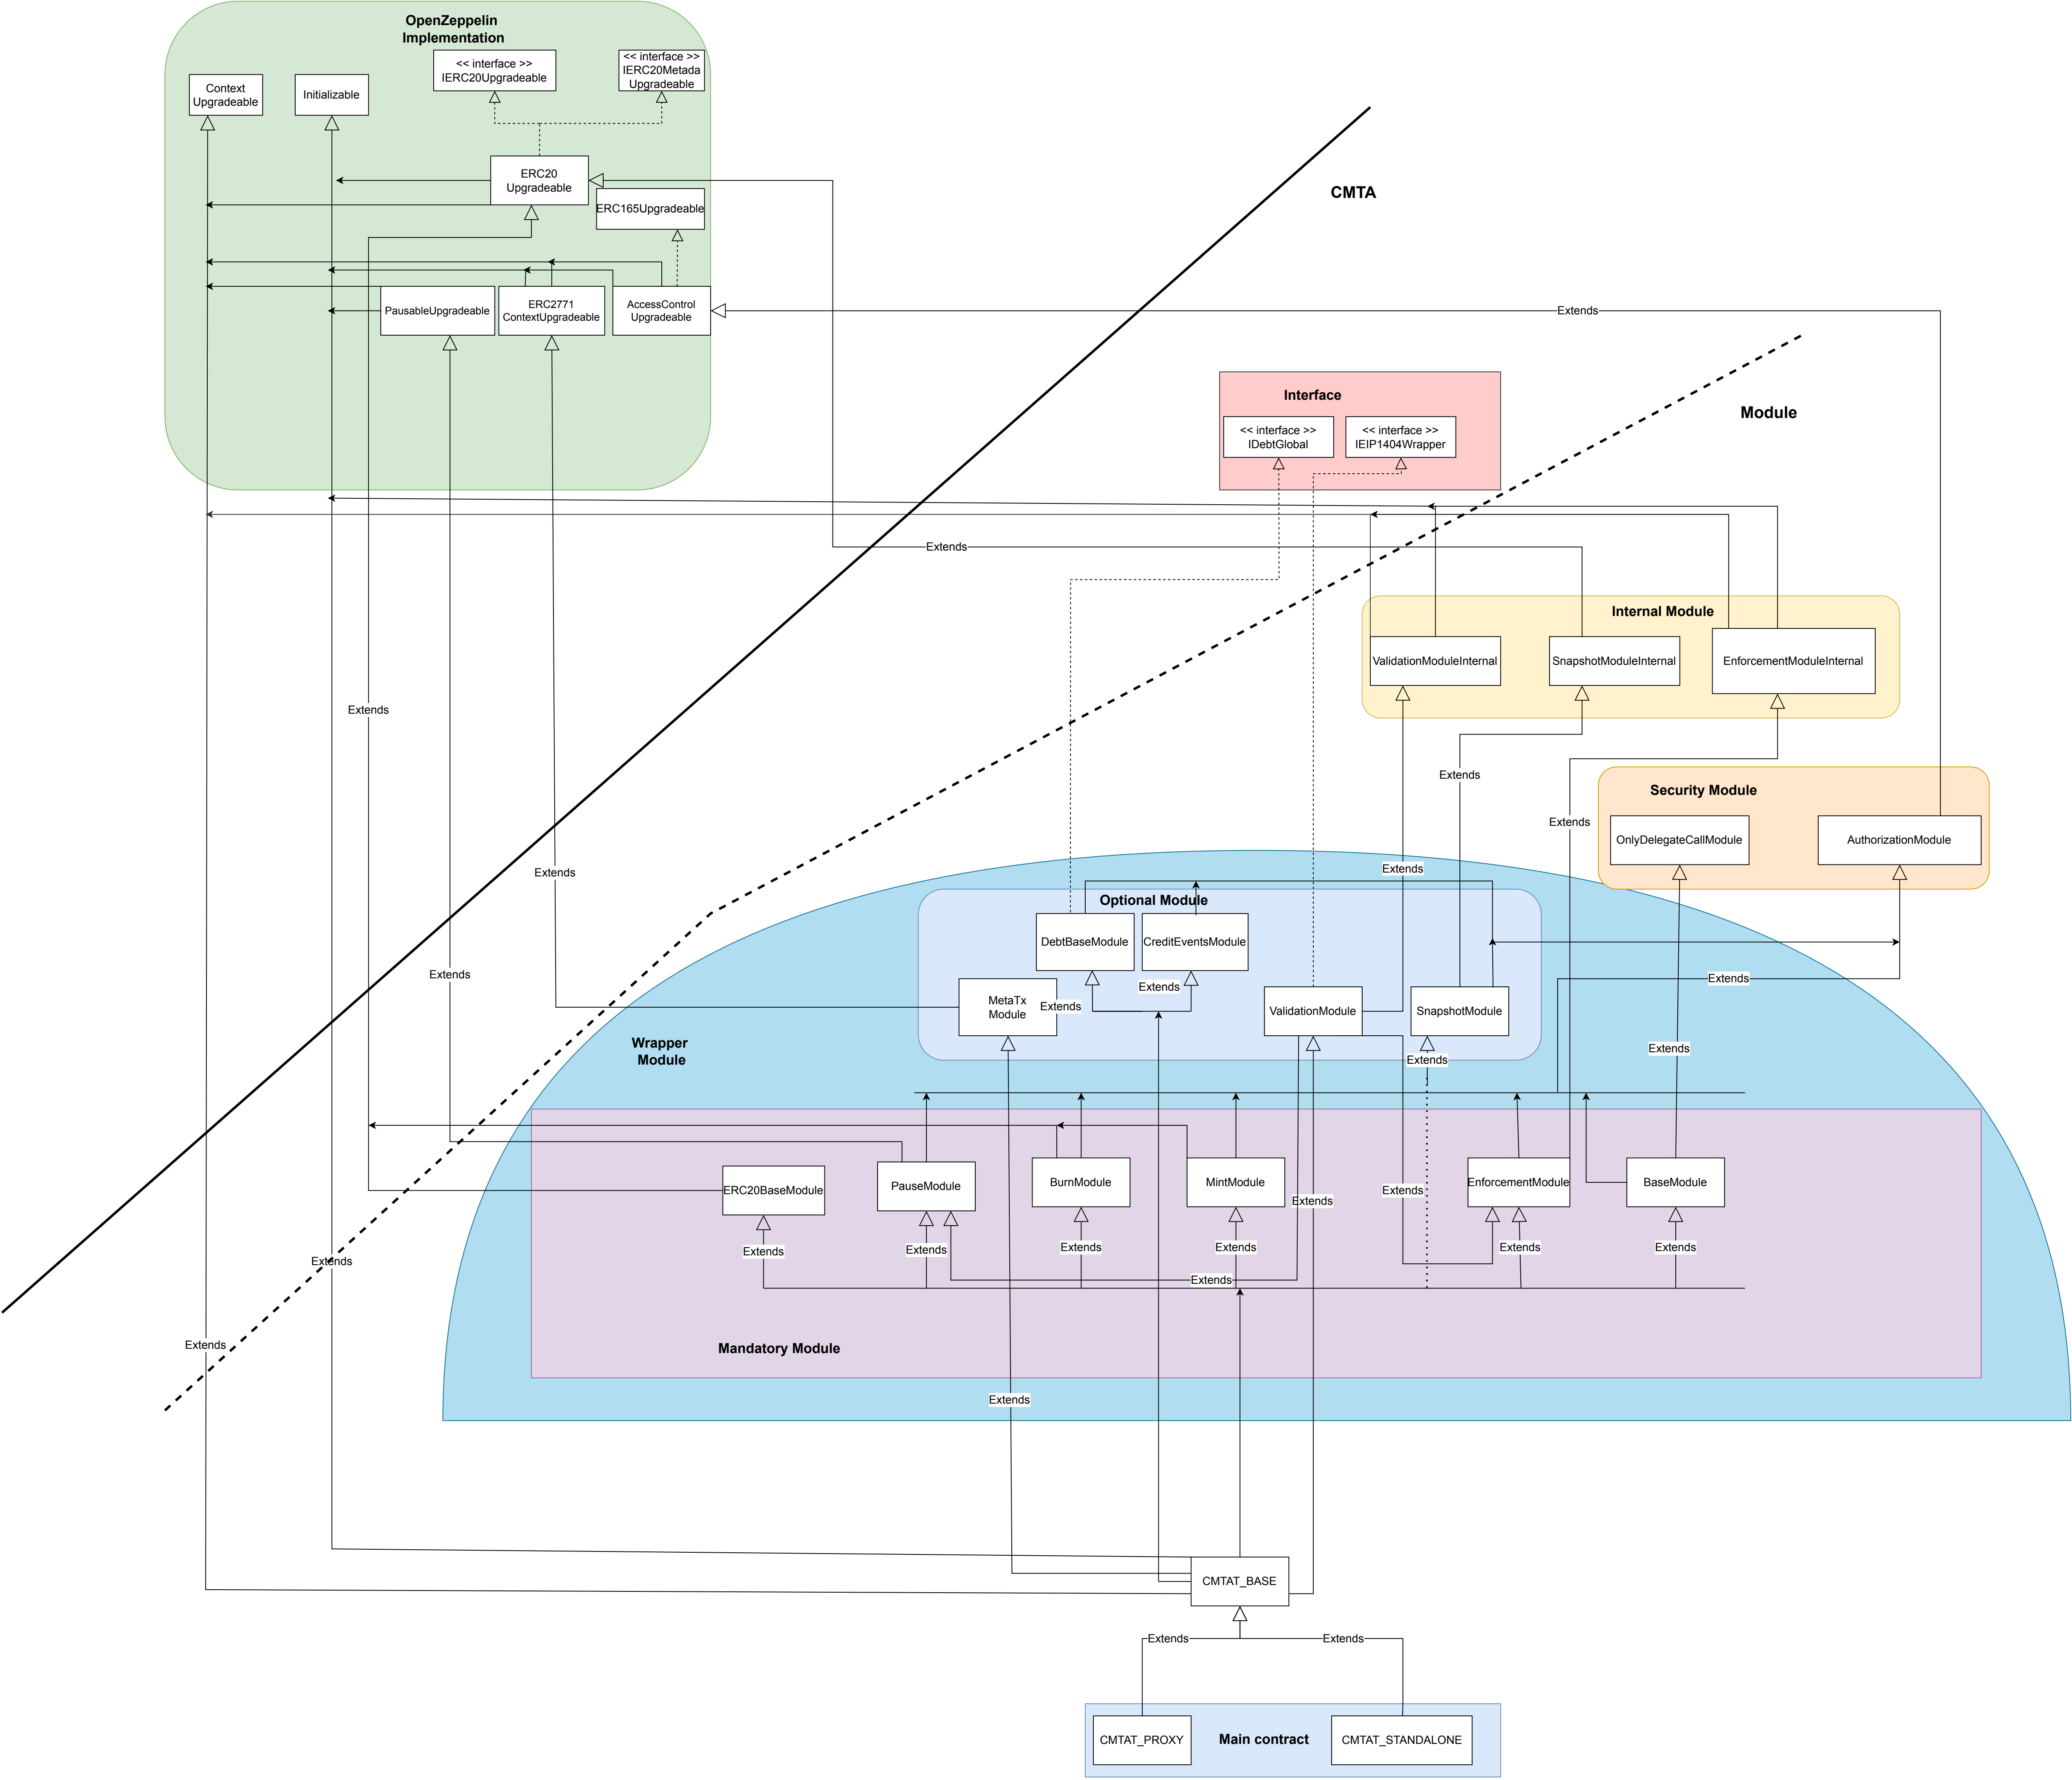 OpenZeppelin
Implementation
<< interface >>
IERC20Upgradeable
<< interface >>
IERC20Metada
Upgradeable
Context
Upgradeable
Initializable
ERC20
Upgradeable
ERC165Upgradeable
CMTA
PausableUpgradeable
ERC2771
ContextUpgradeable
AccessControl
Upgradeable
Extends
Interface
Module
<< interface >>
IDebtGlobal
<< interface >>
IEIP1404Wrapper
Extends
Internal Module
ValidationModuleInternal
SnapshotModuleInternal
EnforcementModuleInternal
Extends
Extends
Security Module
Extends
OnlyDelegateCallModule
AuthorizationModule
Extends
Extends
Optional Module
DebtBaseModule
CreditEventsModule
Extends
Extends
Extends
MetaTx
Module
Extends
ValidationModule
SnapshotModule
Wrapper
Module
Extends
Extends
ERC20BaseModule
PauseModule
BurnModule
MintModule
Extends
Extends
EnforcementModule
BaseModule
Extends
Extends
Extends
Extends
Extends
Extends
Extends
Extends
Extends
Mandatory Module
Extends
CMTAT_BASE
Extends
Extends
CMTAT_PROXY
Main contract
CMTAT_STANDALONE